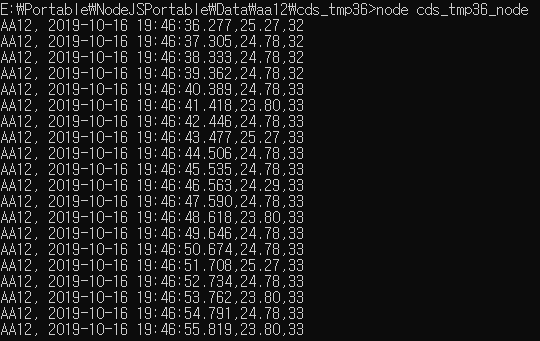 E:₩Portable₩NodeJSPortable₩Data₩aa12₩cds_tmp36>node cds_tmp36_node
AA12, 2019-10-16 19:46:36.277,25.27,32
AA12, 2019-10-16 19:46:37.305,24.78,32
AA12, 2019-10-16 19:46:38.333,24.78,32
AA12, 2019-10-16 19:46:39.362,24.78,32
AA12, 2019-10-16 19:46:40.389,24.78,33
AA12, 2019-10-16 19:46:41.418,23.80,33
AA12, 2019-10-16 19:46:42.446,24.78,33
AA12, 2019-10-16 19:46:43.477,25.27,33
AA12, 2019-10-16 19:46:44.506,24.78,33
AA12, 2019-10-16 19:46:45.535,24.78,33
AA12, 2019-10-16 19:46:46.563,24.29,33
AA12, 2019-10-16 19:46:47.590,24.78,33
AA12, 2019-10-16 19:46:48.618,23.80,33
AA12, 2019-10-16 19:46:49.646,24.78,33
AA12, 2019-10-16 19:46:50.674,24.78,33
AA12, 2019-10-16 19:46:51.706,25.27,33
AA12, 2019-10-16 19:46:52.734,24.78,33
AA12, 2019-10-16 19:46:53.762,23.80,33
AA12, 2019-10-16 19:46:54.791,24.78,33
AA12, 2019-10-16 19:46:55.819,23.80,33